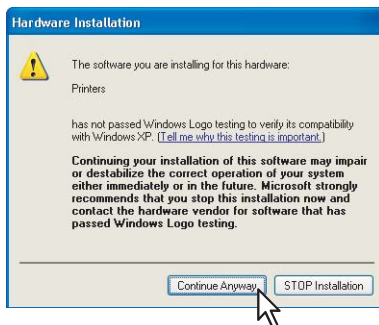 Hardware Installation
The software you are installing for this hardware:
Printers
has not passed Windows Logo testing to verify its compatibility
with Windows XP. (Tell me why this testing is important.)
Continuing your installation of this software may impair
or destabilize the correct operation of your system
either immediately or in the future. Microsoft strongly
recommends that you stop this installation now and
contact the hardware vendor for software that has
passed Windows Logo testing.
Continue Anyway
STOP Installation